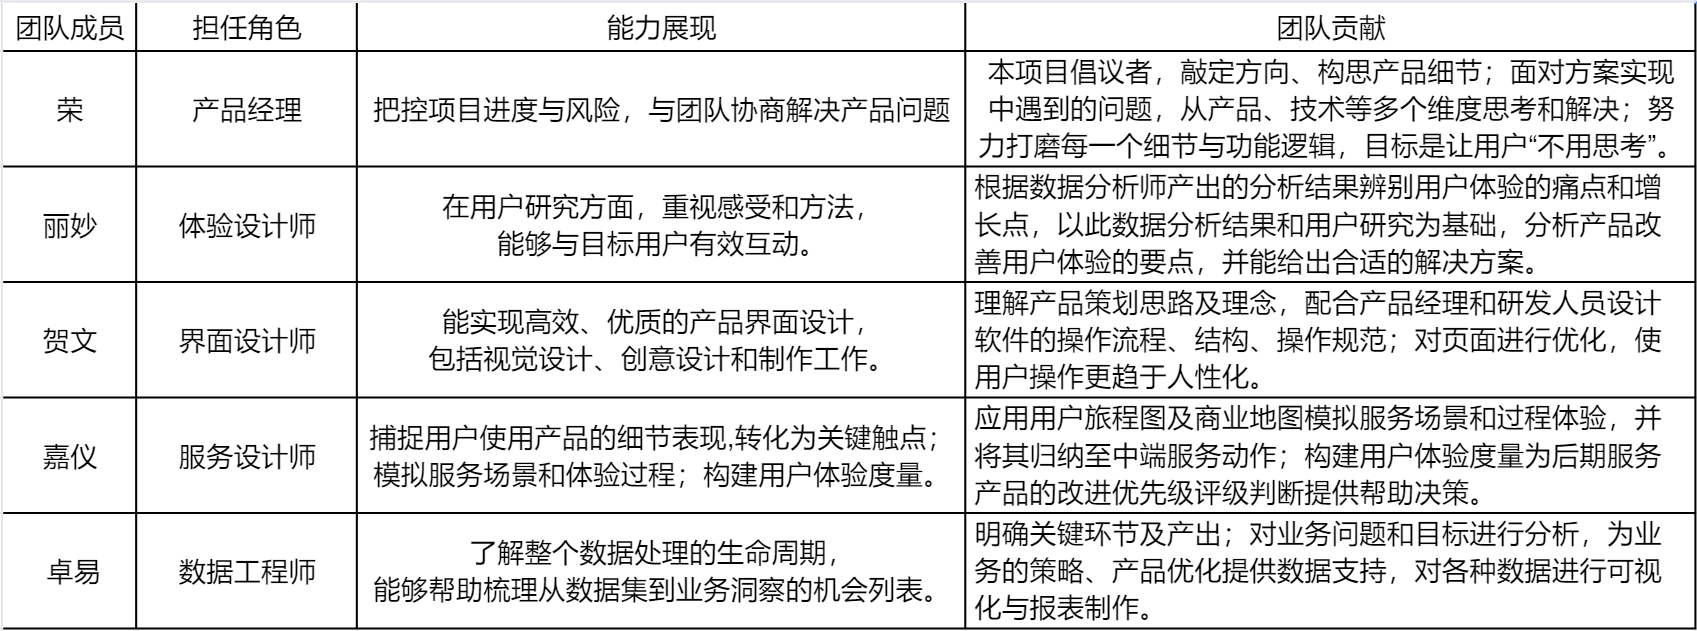 团队成员 担任角色 能力展现 团队贡献
荣 产品经理 把控项目进度与风险，与团队协商解决产品问题
本项目倡议者，敲定方向、构思产品细节；面对方案实现
中遇到的问题，从产品、技术等多个维度思考和解决；努
力打磨每一个细节与功能逻辑，目标是让用户“不用思考”。
丽妙 体验设计师
在用户研究方面，重视感受和方法，
能够与目标用户有效互动。
根据数据分析师产出的分析结果辨别用户体验的痛点和增
长点，以此数据分析结果和用户研究为基础，分析产品改
善用户体验的要点，并能给出合适的解决方案。
贺文 界面设计师
能实现高效、优质的产品界面设计，
包括视觉设计、创意设计和制作工作。
理解产品策划思路及理念，配合产品经理和研发人员设计
软件的操作流程、结构、操作规范；对页面进行优化，使
用户操作更趋于人性化。
嘉仪 服务设计师
捕捉用户使用产品的细节表现,转化为关键触点；
模拟服务场景和体验过程；构建用户体验度量。
应用用户旅程图及商业地图模拟服务场景和过程体验，并
将其归纳至中端服务动作；构建用户体验度量为后期服务
产品的改进优先级评级判断提供帮助决策。
卓易 数据工程师
了解整个数据处理的生命周期，
能够帮助梳理从数据集到业务洞察的机会列表。
明确关键环节及产出；对业务问题和目标进行分析，为业
务的策略、产品优化提供数据支持，对各种数据进行可视
化与报表制作。